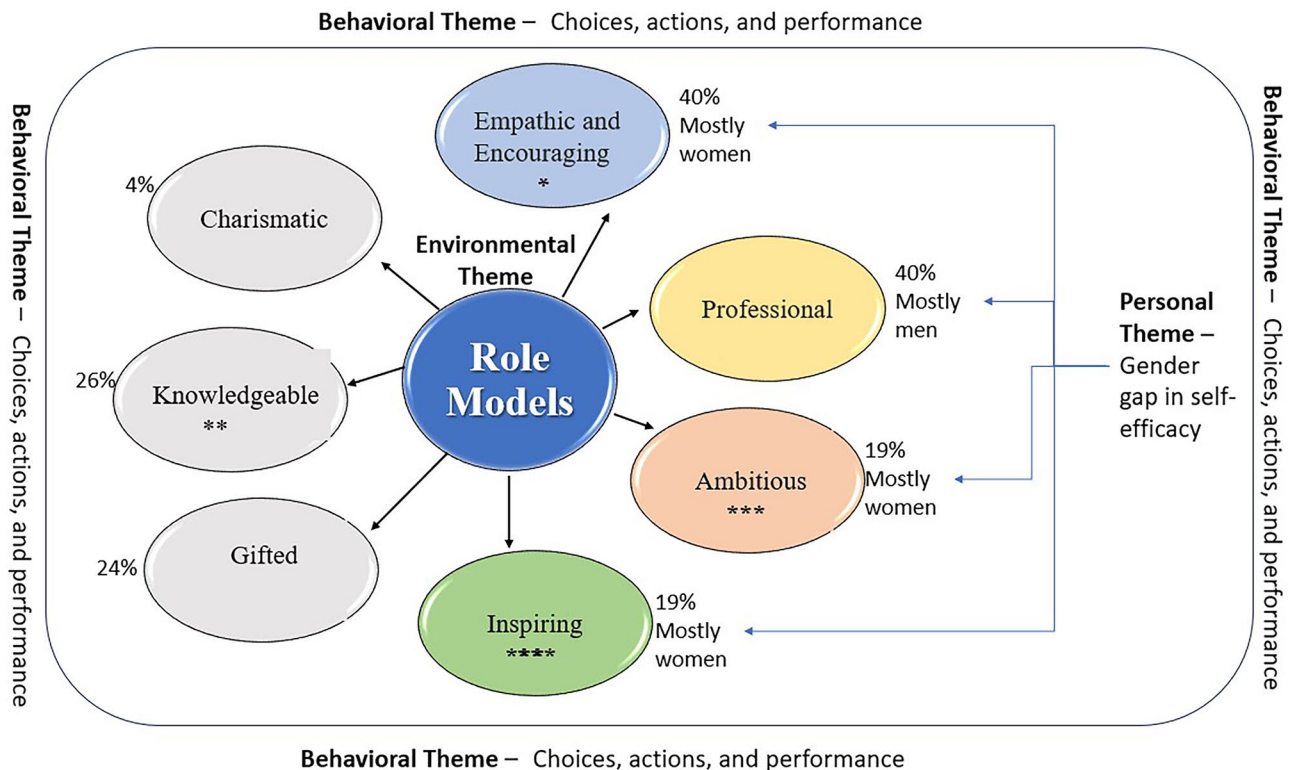 Behavioral Theme – Choices, actions, and performance
Behavioral Theme – Choices, actions, and performance
Empathic and
Encouraging
*
40%
Mostly
women
4%
Charismatic
Environmental
Theme
Professional
40%
Mostly
men
Role
Models
26%
Knowledgeable
**
Ambitious
***
19%
Mostly
women
Personal
Theme –
Gender
gap in self-
efficacy
24%
Gifted
Inspiring
****
19%
Mostly
women
Behavioral Theme – Choices, actions, and performance
Behavioral Theme – Choices, actions, and performance